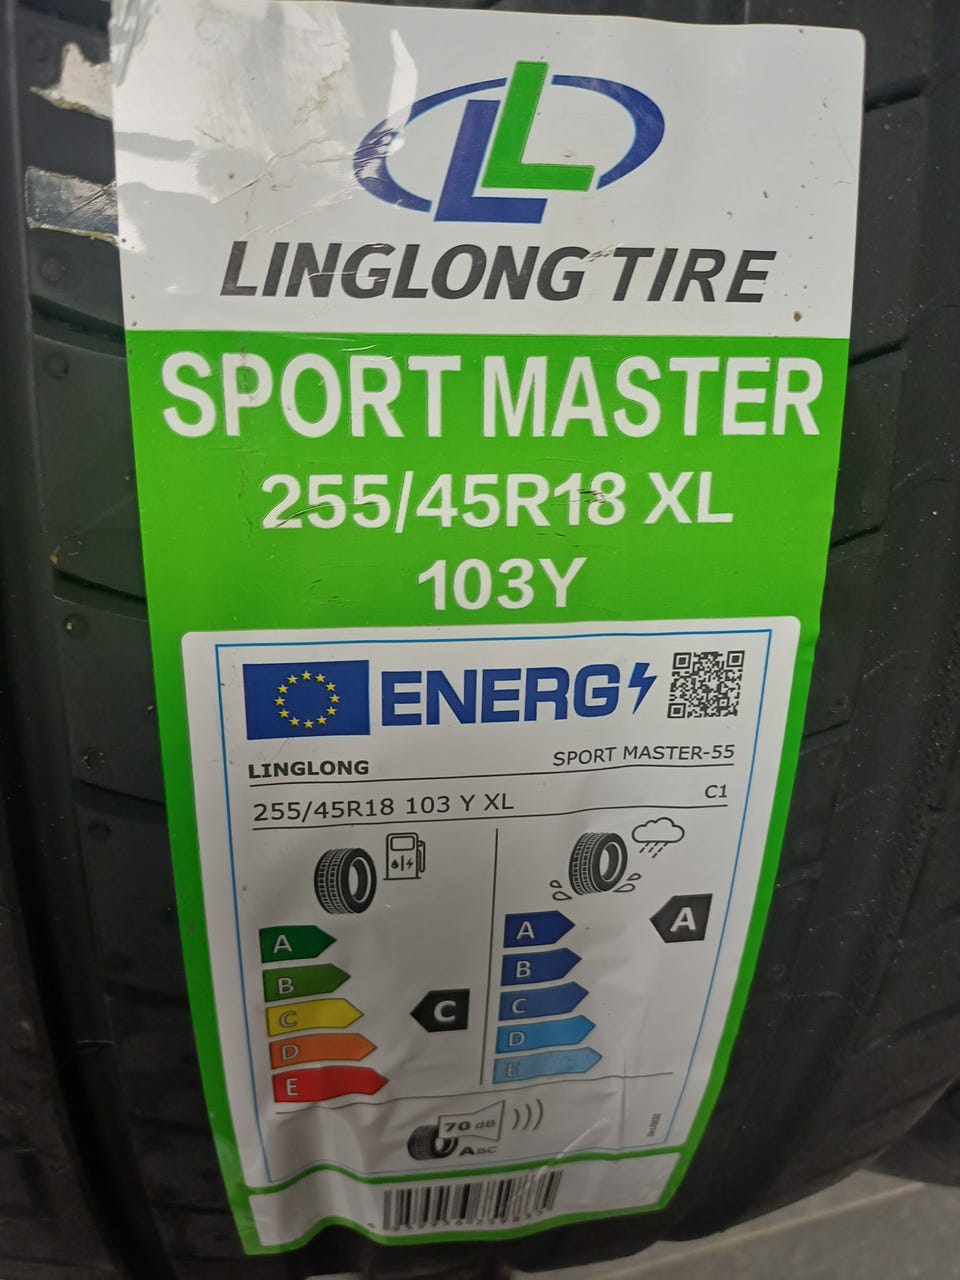 LINGLONG TIRE
SPORT MASTER
255/45R18 XL
103Y
ENERG
LINGLONG SPORT MASTER-55
255/45R18 103 Y XL C1
A
B
C
D
E
C
A
B
C
D
E
A
70 dB
ABC